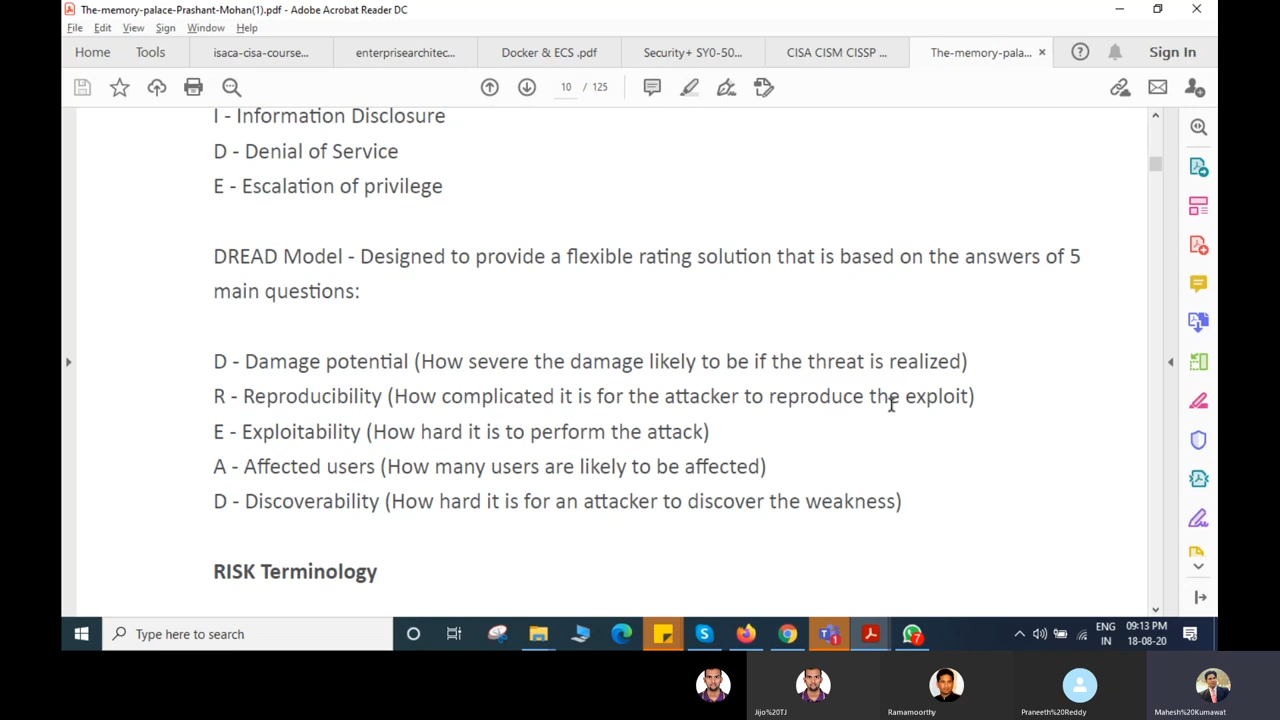 The-memory-palace-Prashant-Mohan(1).pdf - Adobe Acrobat Reader DC
File Edit View Sign Window Help
Home Tools isaca-cisa-course... enterprisearchitec... Docker & ECS .pdf Security+ SY0-50... CISA CISM CISSP ... The-memory-pala... Sign In
10 / 125
I - Information Disclosure
D - Denial of Service
E - Escalation of privilege
DREAD Model - Designed to provide a flexible rating solution that is based on the answers of 5
main questions:
D - Damage potential (How severe the damage likely to be if the threat is realized)
R - Reproducibility (How complicated it is for the attacker to reproduce the exploit)
E - Exploitability (How hard it is to perform the attack)
A - Affected users (How many users are likely to be affected)
D - Discoverability (How hard it is for an attacker to discover the weakness)
RISK Terminology
Type here to search
1
7
ENG
IN
09:13 PM
18-08-20
Jijo%20TJ Ramamoorthy Praneeth%20Reddy Mahesh%20Kumawat